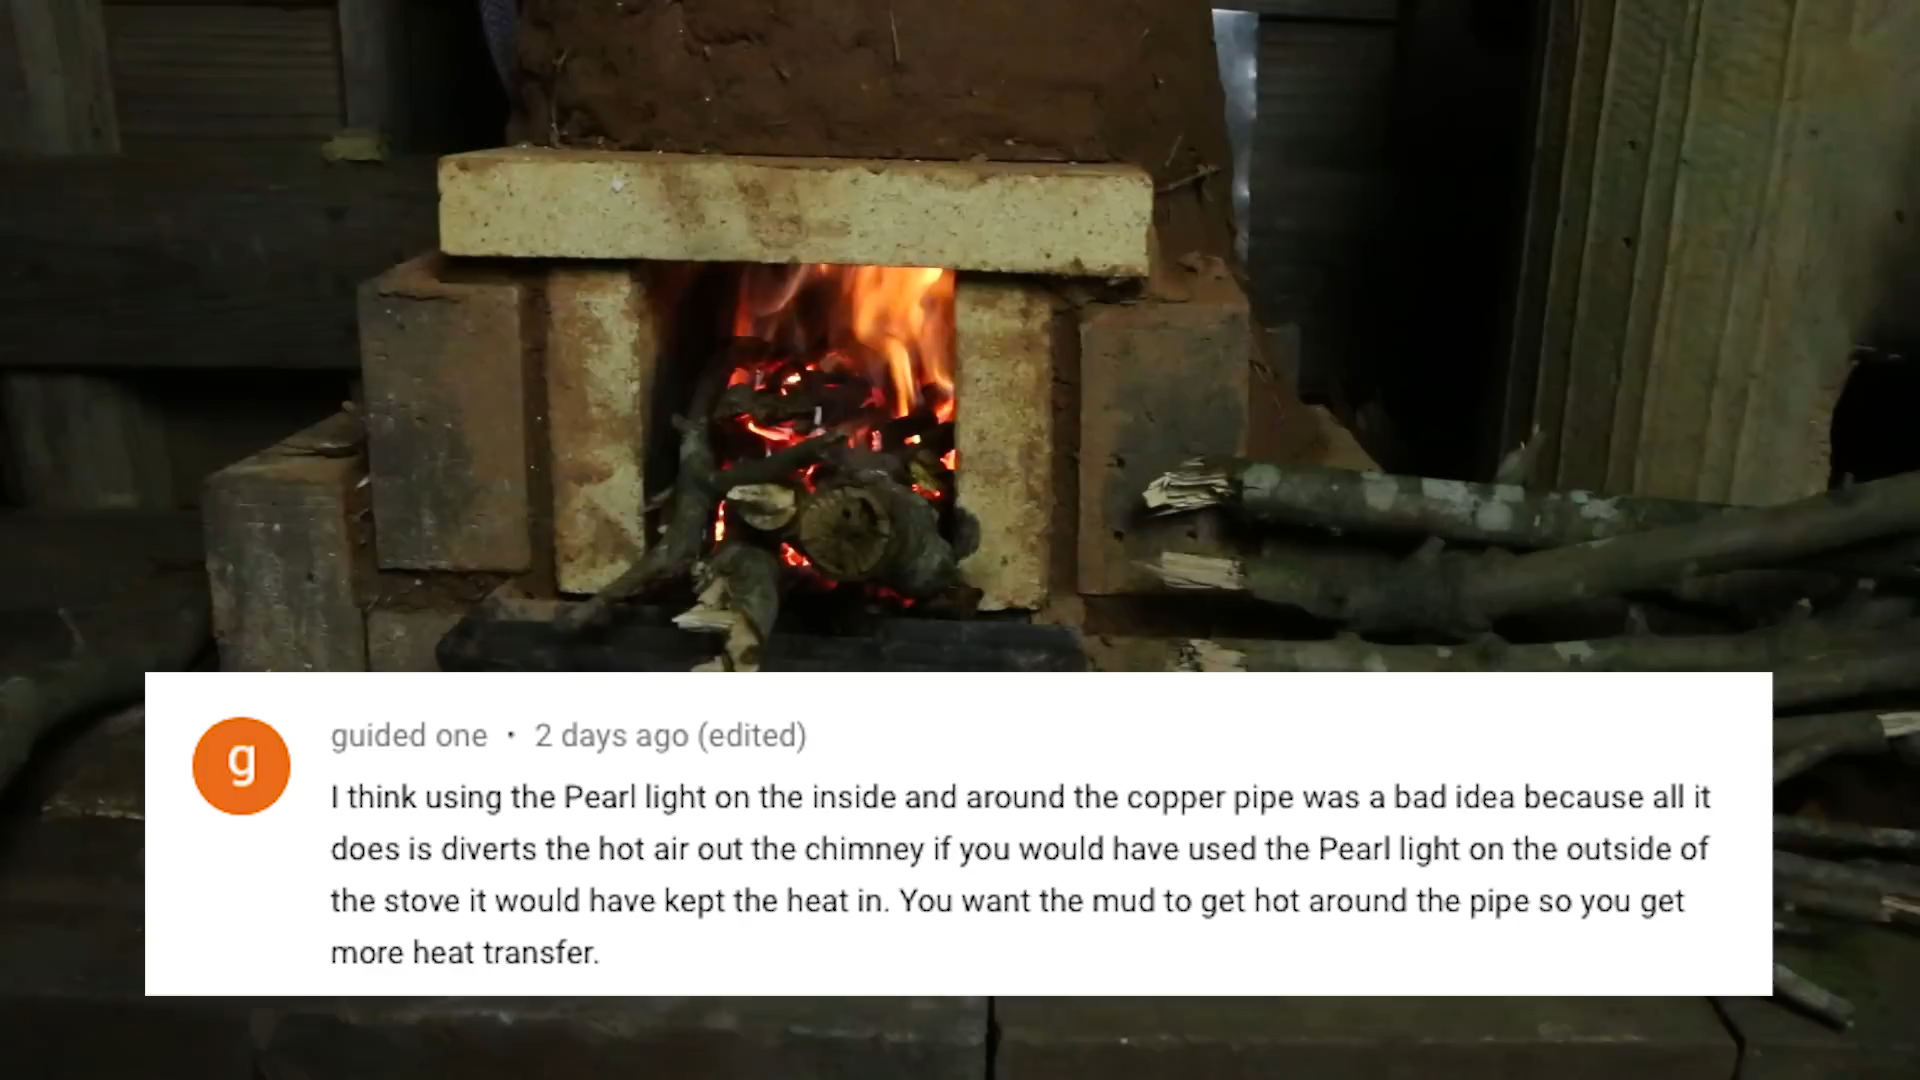 g
guided one · 2 days ago (edited)
I think using the Pearl light on the inside and around the copper pipe was a bad idea because all it
does is diverts the hot air out the chimney if you would have used the Pearl light on the outside of
the stove it would have kept the heat in. You want the mud to get hot around the pipe so you get
more heat transfer.